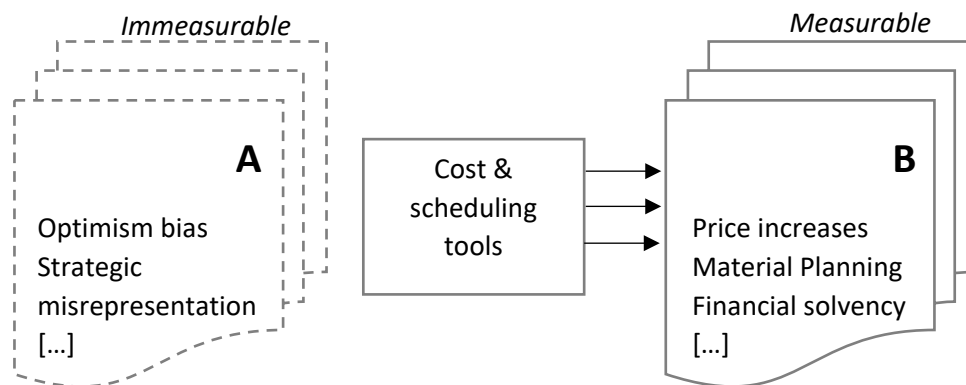 Immeasurable
A
Optimism bias
Strategic
misrepresentation
[…]
Cost &
scheduling
tools
Measurable
B
Price increases
Material Planning
Financial solvency
[…]